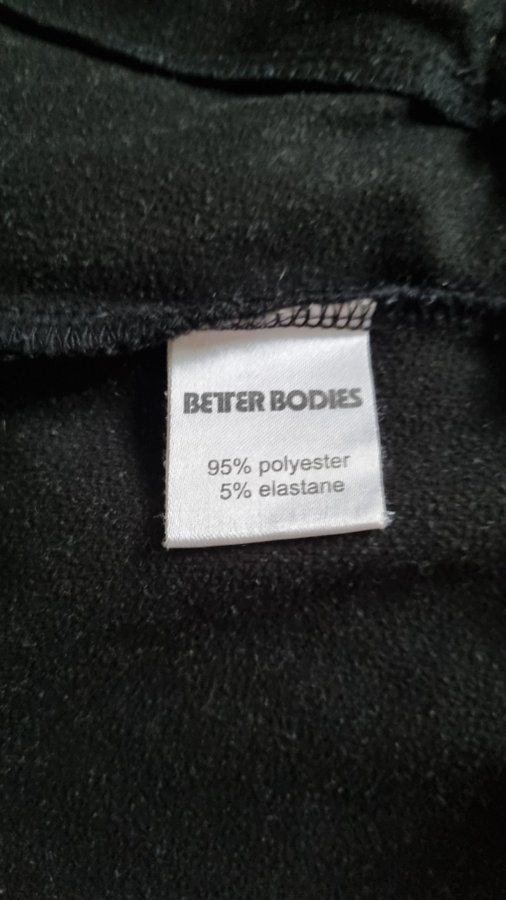 BETTER BODIES
95% polyester
5% elastane